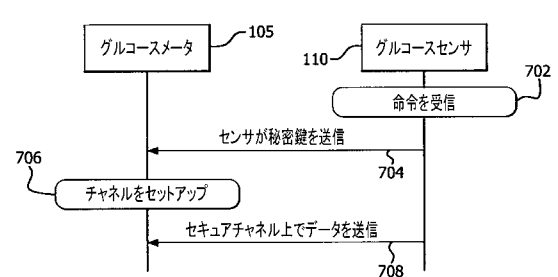 グルコースメータ
105
グルコースセンサ
110
702
命令を受信
センサが秘密鍵を送信
704
706
チャネルをセットアップ
セキュアチャネル上でデータを送信
708